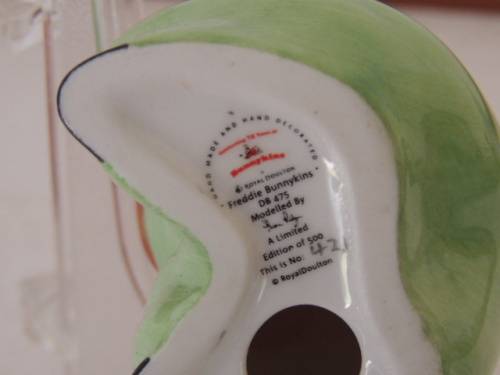 HAND MADE AND HAND DECORATED
Bunnykins
ROYAL DOULTON
Freddie Bunnykins
DB 475
Modelled By
A Limited
Edition of 500
This is No: 421
© RoyalDoulton